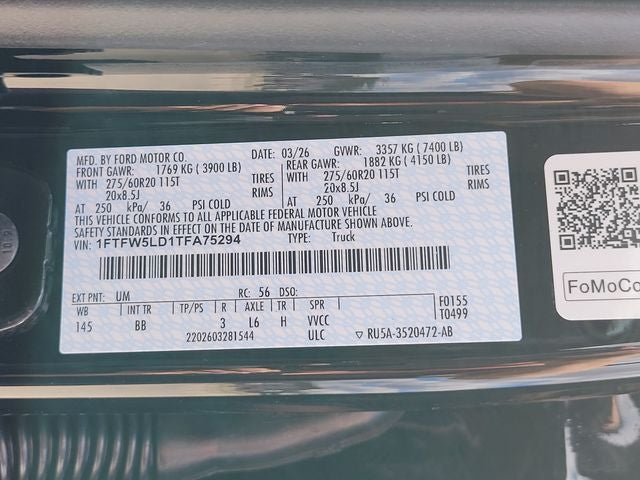 MFD. BY FORD MOTOR CO. DATE: 03/26 GVWR: 3357 KG ( 7400 LB)
FRONT GAWR: 1769 KG ( 3900 LB) REAR GAWR: 1882 KG ( 4150 LB)
WITH 275/60R20 115T TIRES WITH 275/60R20 115T TIRES
20x8.5J RIMS 20x8.5J RIMS
AT 250 kPa/ 36 PSI COLD AT 250 kPa/ 36 PSI COLD
THIS VEHICLE CONFORMS TO ALL APPLICABLE FEDERAL MOTOR VEHICLE
SAFETY STANDARDS IN EFFECT ON THE DATE OF MANUFACTURE SHOWN ABOVE.
VIN: 1FTFW5LD1TFA75294 TYPE: Truck
EXT PNT: UM RC: 56 DSO: F0155
WB INT TR TP/PS R AXLE TR SPR T0499
145 BB 3 L6 H VVCC
2202603281544 ULC ▽ RU5A-3520472-AB
FoMoCo